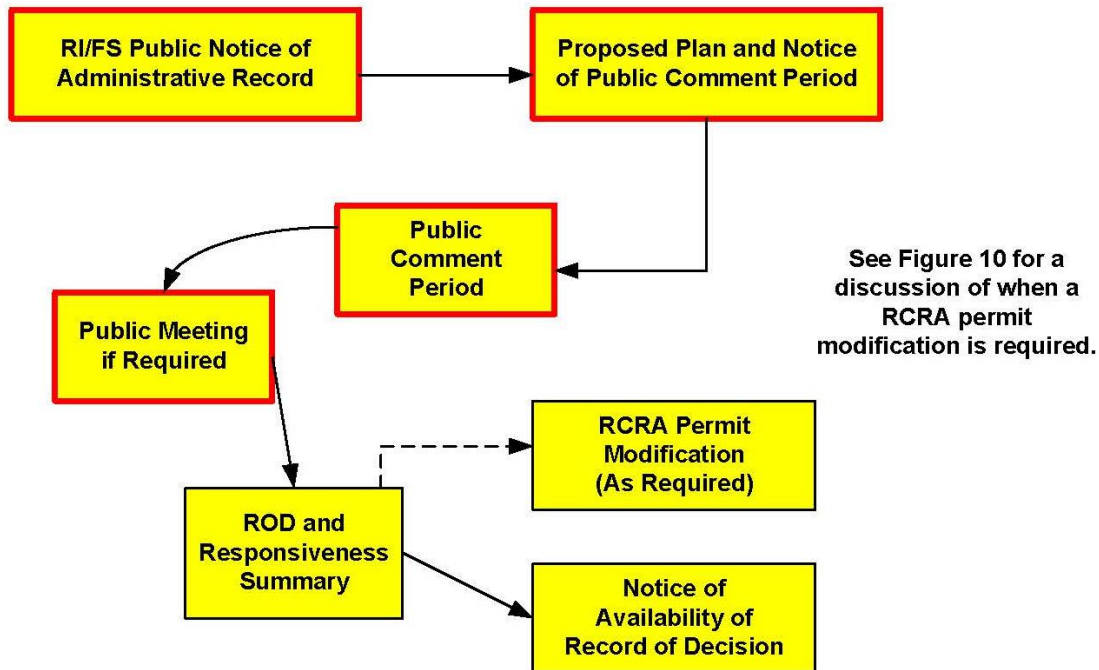 RI/FS Public Notice of
Administrative Record
Proposed Plan and Notice
of Public Comment Period
Public
Comment
Period
See Figure 10 for a
discussion of when a
RCRA permit
modification is required.
Public Meeting
if Required
RCRA Permit
Modification
(As Required)
ROD and
Responsiveness
Summary
Notice of
Availability of
Record of Decision